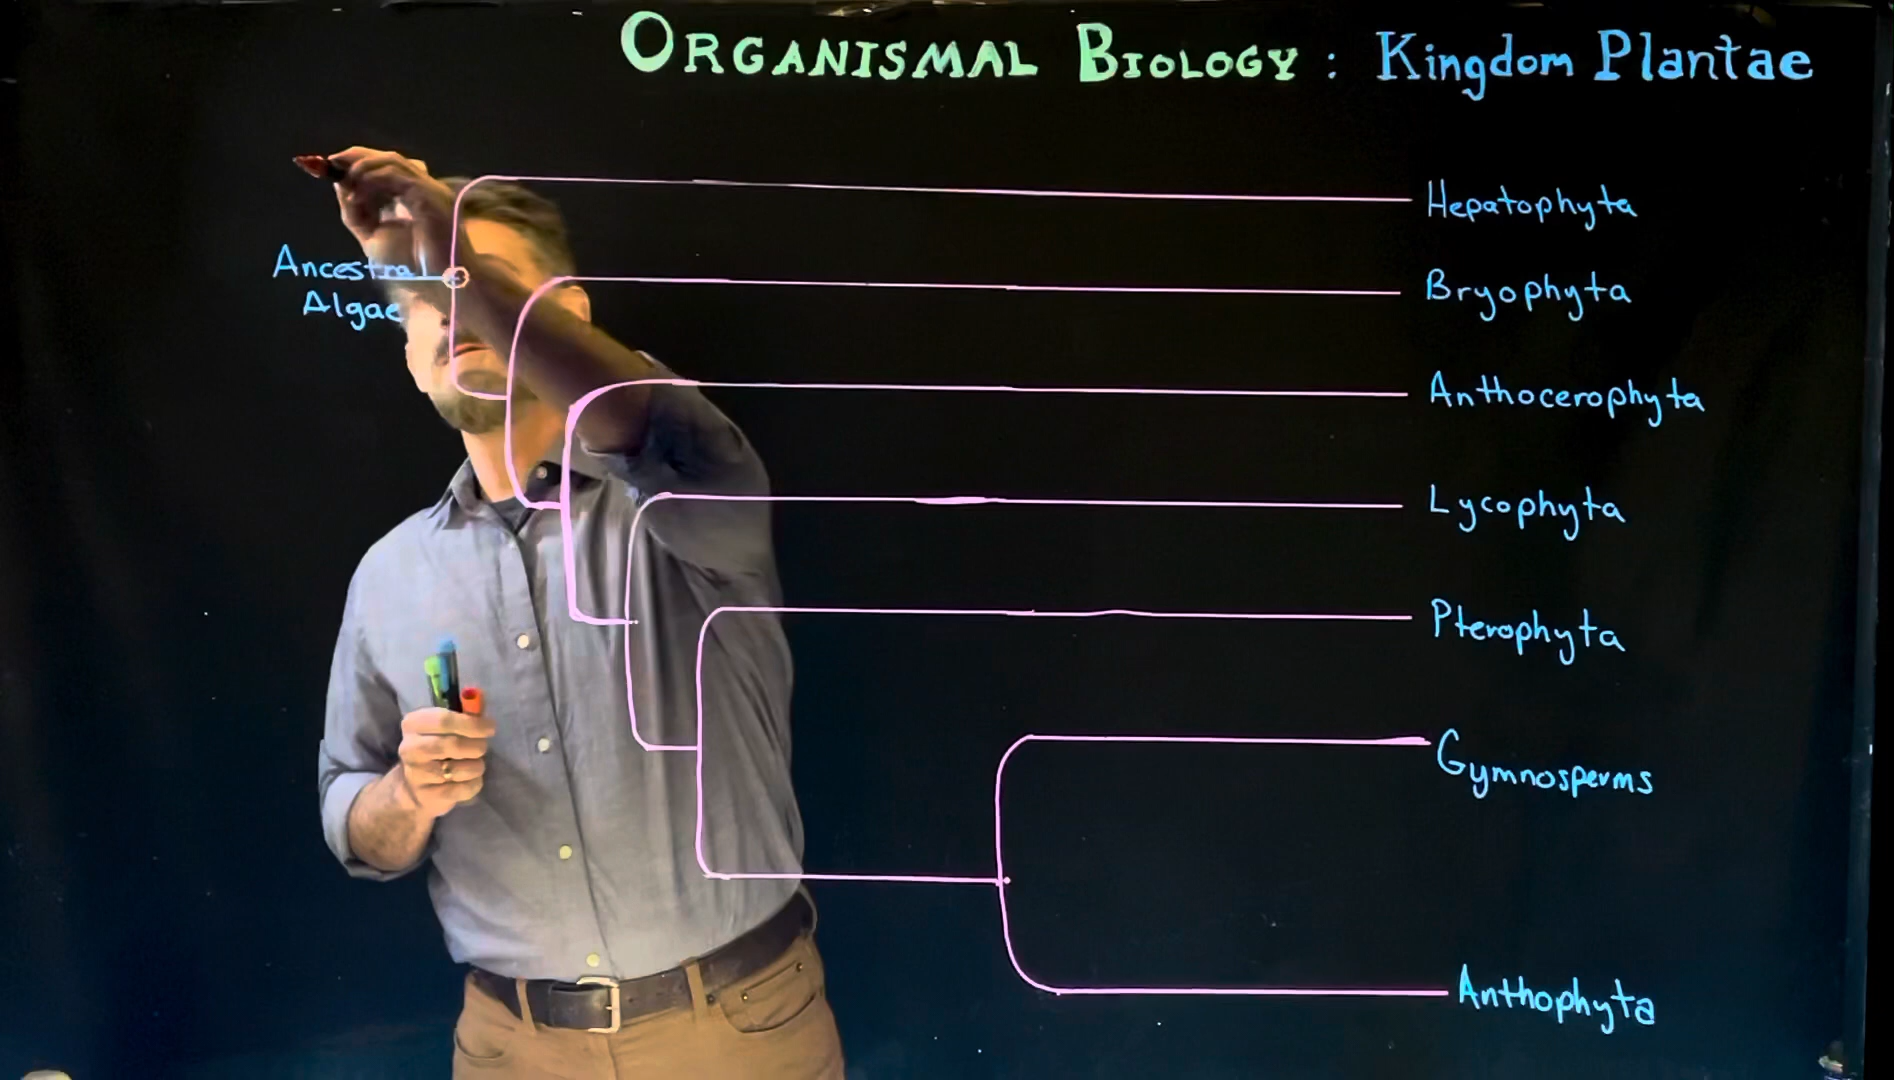 ORGANISMAL BIOLOGY : Kingdom Plantae
Hepatophyta
Ancestral
Algae
Bryophyta
Anthocerophyta
Lycophyta
Pterophyta
Gymnosperms
Anthophyta